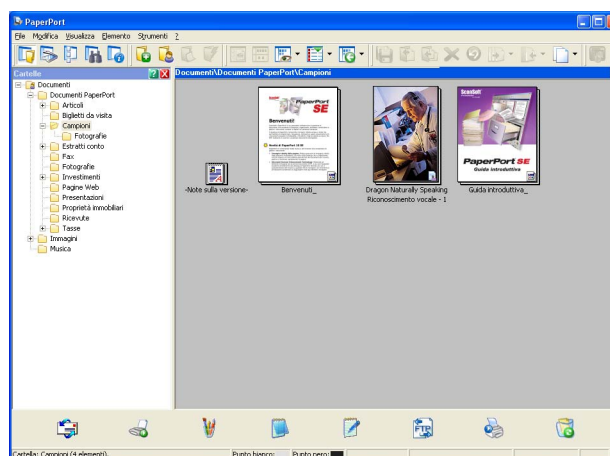 PaperPort
File Modifica Visualizza Elemento Strumenti ?
Cartelle
Documenti\Documenti PaperPort\Campioni
Documenti
Documenti PaperPort
Articoli
Biglietti da visita
Campioni
Fotografie
Estratti conto
Fax
Fotografie
Investimenti
Pagine Web
Presentazioni
Proprietà immobiliari
Ricevute
Tasse
Immagini
Musica
PaperPort
SE
Benvenuti!
ScanSoft
PaperPort SE
Guida introduttiva
-Note sulla versione-
Benvenuti_
Dragon Naturally Speaking
Riconoscimento vocale - 1
Guida introduttiva_
FTP
Cartella: Campioni (4 elementi).
Punto bianco:
Punto nero: